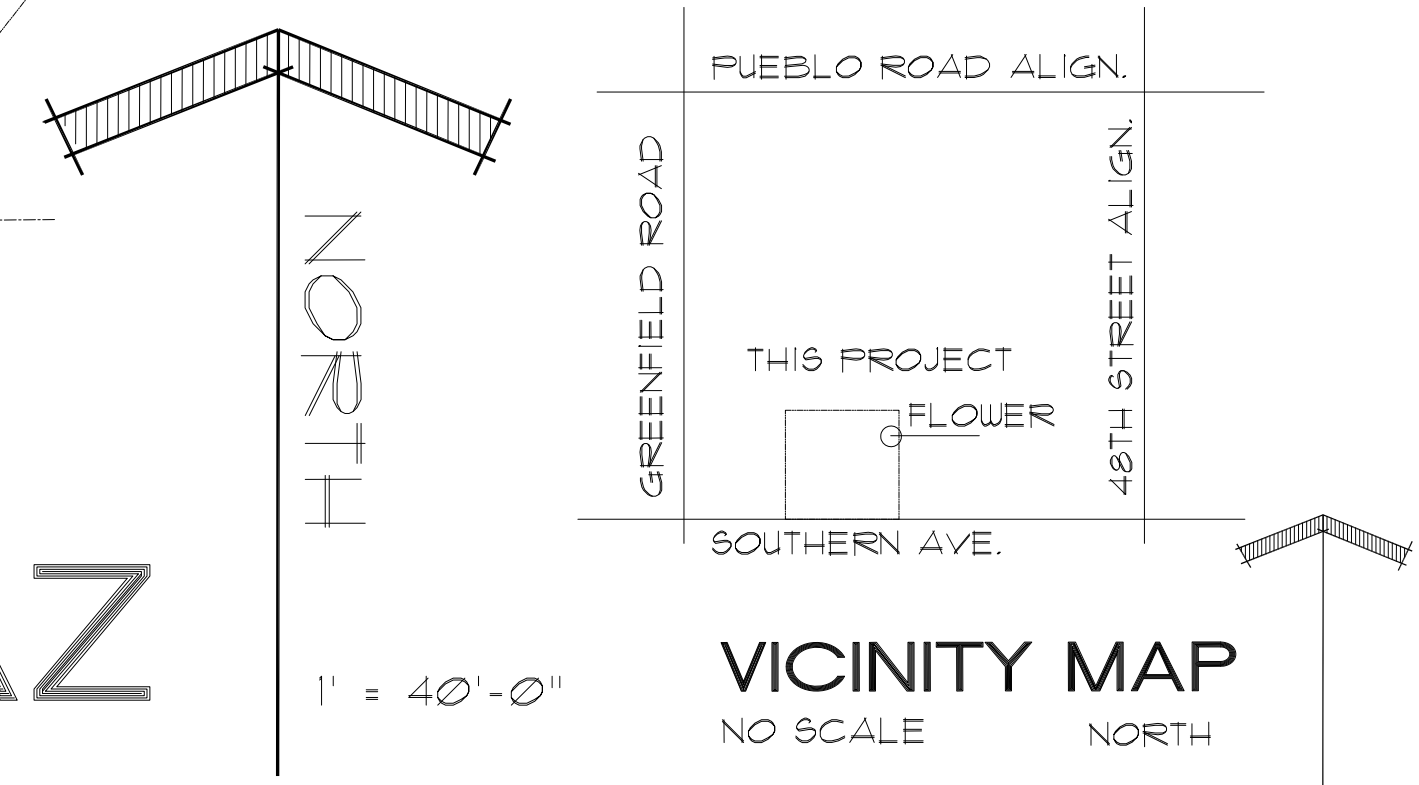 PUEBLO ROAD ALIGN.
GREENFIELD ROAD
48TH STREET ALIGN.
NORTH
THIS PROJECT
FLOWER
SOUTHERN AVE.
AZ
1' = 40'-0"
VICINITY MAP
NO SCALE
NORTH